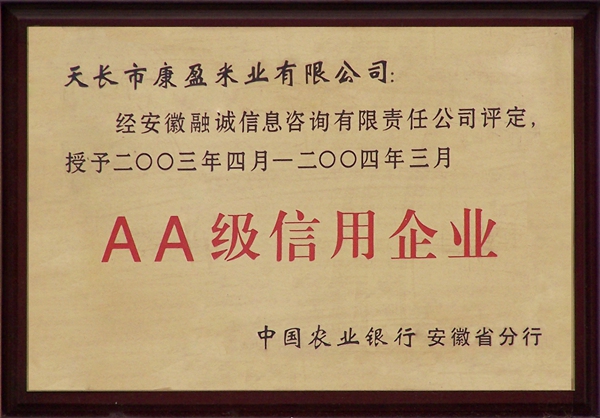 天长市康盈米业有限公司:
经安徽融诚信息咨询有限责任公司评定,
授予二〇〇三年四月—二〇〇四年三月
AA级信用企业
中国农业银行 安徽省分行